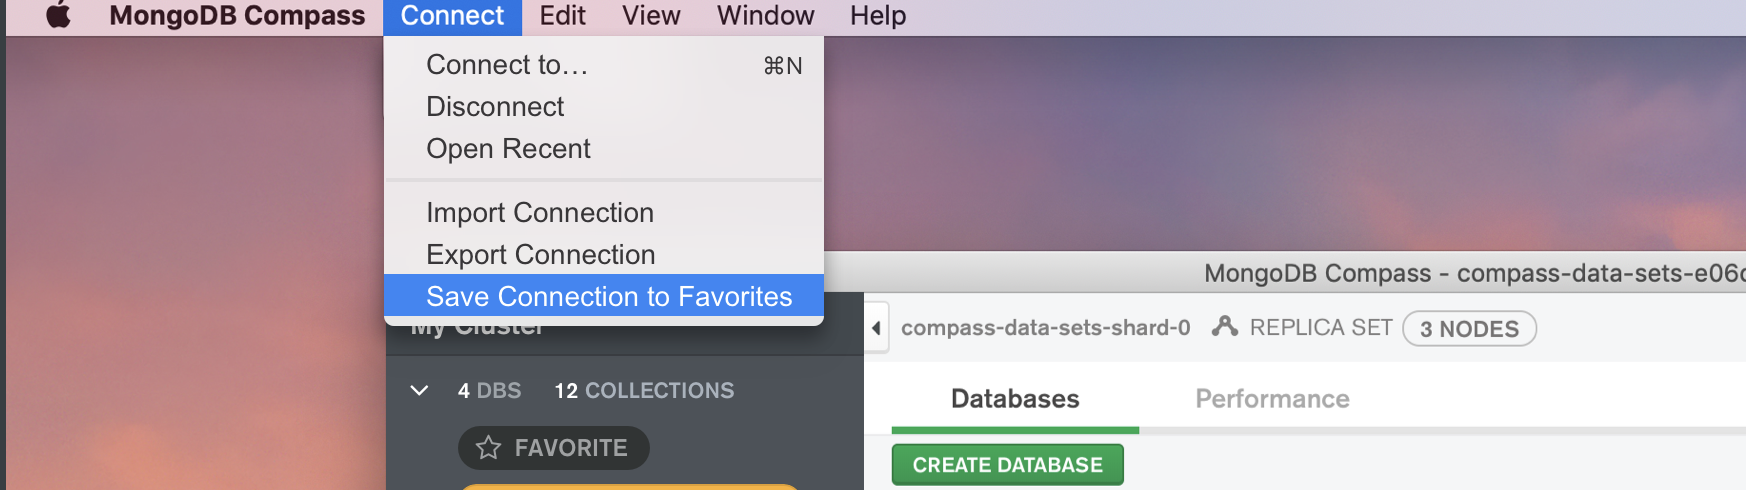 MongoDB Compass Connect Edit View Window Help
Connect to… ⌘N
Disconnect
Open Recent
Import Connection
Export Connection
Save Connection to Favorites
MongoDB Compass - compass-data-sets-e06c
My Cluster
compass-data-sets-shard-0 REPLICA SET 3 NODES
4 DBS 12 COLLECTIONS
Databases Performance
FAVORITE
CREATE DATABASE